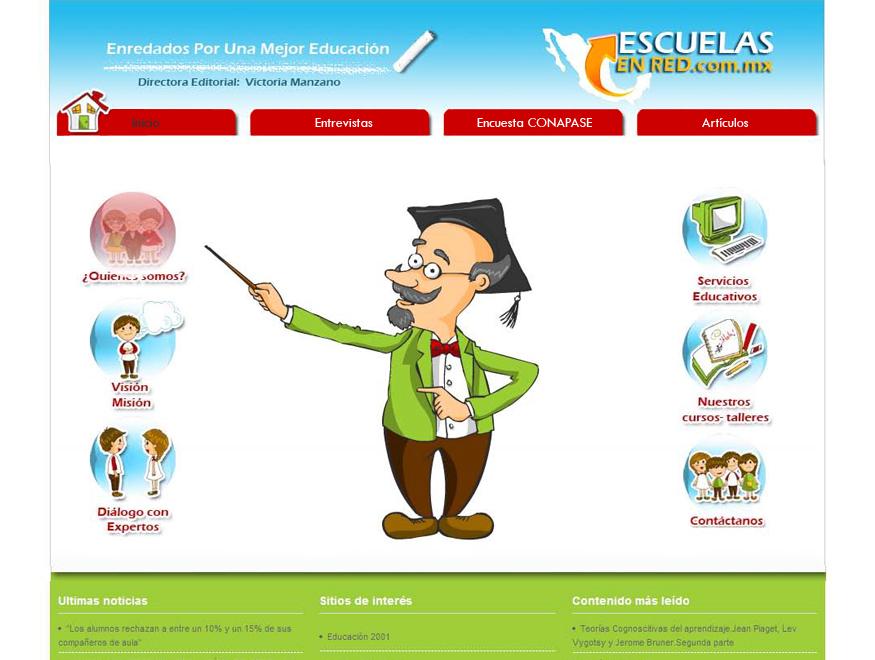 Enredados Por Una Mejor Educación
Directora Editorial: Victoria Manzano
ESCUELAS
EN RED.com.mx
Inicio
Entrevistas
Encuesta CONAPASE
Artículos
¿Quienes somos?
Visión
Misión
Diálogo con
Expertos
Servicios
Educativos
Nuestros
cursos- talleres
Contáctanos
Ultimas noticias
• "Los alumnos rechazan a entre un 10% y un 15% de sus
compañeros de aula"
Sitios de interés
• Educación 2001
Contenido más leído
• Teorías Cognoscitivas del aprendizaje.Jean Piaget, Lev
Vygotsy y Jerome Bruner.Segunda parte